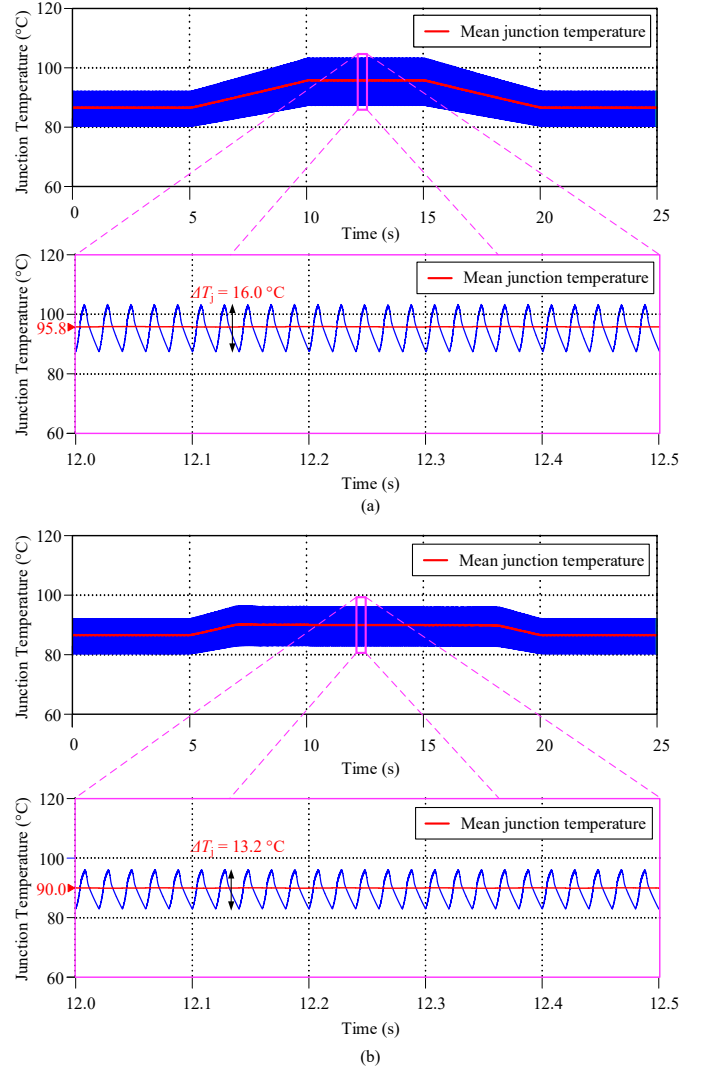 Junction Temperature (°C)
120
100
80
60
Mean junction temperature
0
5
10
15
20
25
Time (s)
Junction Temperature (°C)
120
100
95.8
80
60
Mean junction temperature
ΔTj = 16.0 °C
12.0
12.1
12.2
12.3
12.4
12.5
Time (s)
(a)
Junction Temperature (°C)
120
100
80
60
Mean junction temperature
0
5
10
15
20
25
Time (s)
Junction Temperature (°C)
120
100
90.0
80
60
Mean junction temperature
ΔTj = 13.2 °C
12.0
12.1
12.2
12.3
12.4
12.5
Time (s)
(b)